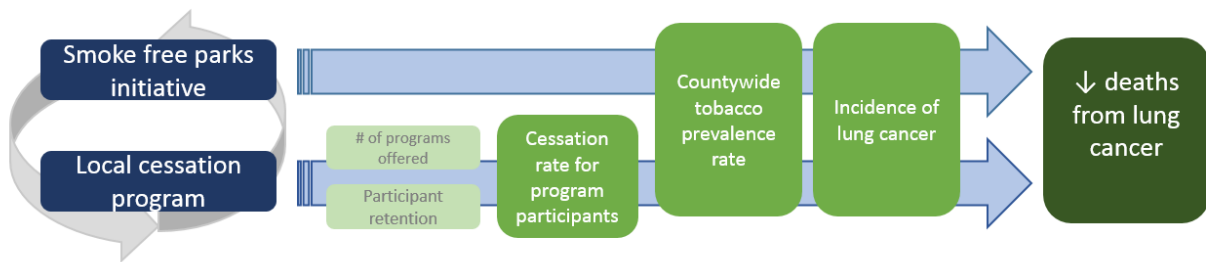 Smoke free parks
initiative
Local cessation
program
# of programs
offered
Participant
retention
Cessation
rate for
program
participants
Countywide
tobacco
prevalence
rate
Incidence of
lung cancer
↓ deaths
from lung
cancer